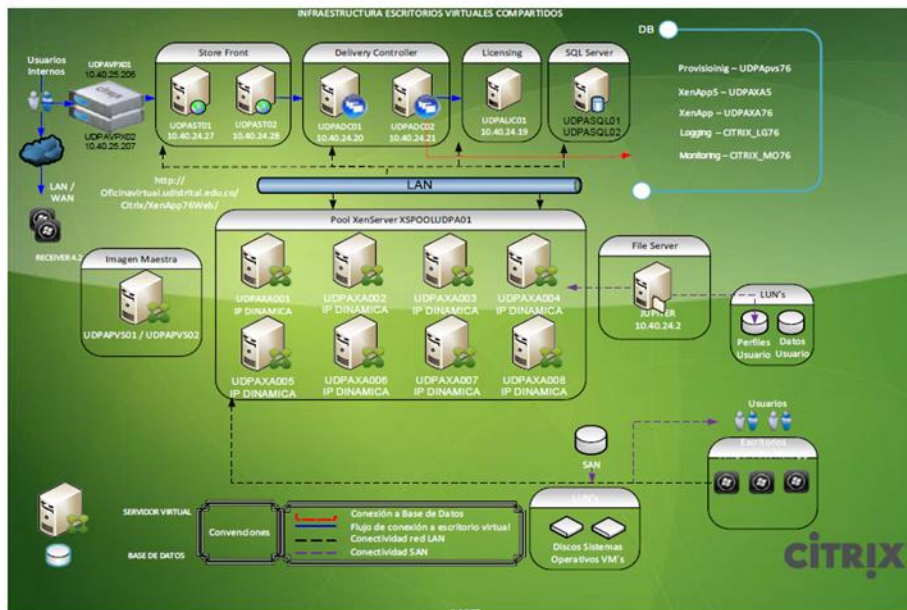 INFRAESTRUCTURA ESCRITORIOS VIRTUALES COMPARTIDOS
Usuarios
Internos
UDPAVPX01
10.40.25.206
CITRIX
UDPAVPX02
10.40.25.207
LAN /
WAN
RECEIVER 4.2
Store Front
UDPAST01
10.40.24.27
UDPAST02
10.40.24.28
Delivery Controller
UDPADC01
10.40.24.20
UDPADC02
10.40.24.21
Licensing
UDPALIC01
10.40.24.19
SQL Server
UDPASQL01
UDPASQL02
DB
Provisioinig – UDPApvs76
XenApp5 – UDPAXA5
XenApp – UDPAXA76
Logging – CITRIX_LG76
Monitoring – CITRIX_MO76
http://
Oficinavirtual.udistrital.edu.co/
Citrix/XenApp76Web/
LAN
Pool XenServer XSPOOLUDPA01
UDPAXA001
IP DINAMICA
UDPAXA002
IP DINAMICA
UDPAXA003
IP DINAMICA
UDPAXA004
IP DINAMICA
UDPAXA005
IP DINAMICA
UDPAXA006
IP DINAMICA
UDPAXA007
IP DINAMICA
UDPAXA008
IP DINAMICA
Imagen Maestra
UDPAPVS01 / UDPAPVS02
File Server
JUPITER
10.40.24.2
LUN's
Perfiles
Usuario
Datos
Usuario
Usuarios
Escritorios
SAN
LUN's
Discos Sistemas
Operativos VM´s
SERVIDOR VIRTUAL
BASE DE DATOS
Convenciones
Conexión a Base de Datos
Flujo de conexión a escritorio virtual
Conectividad red LAN
Conectividad SAN
CITRIX